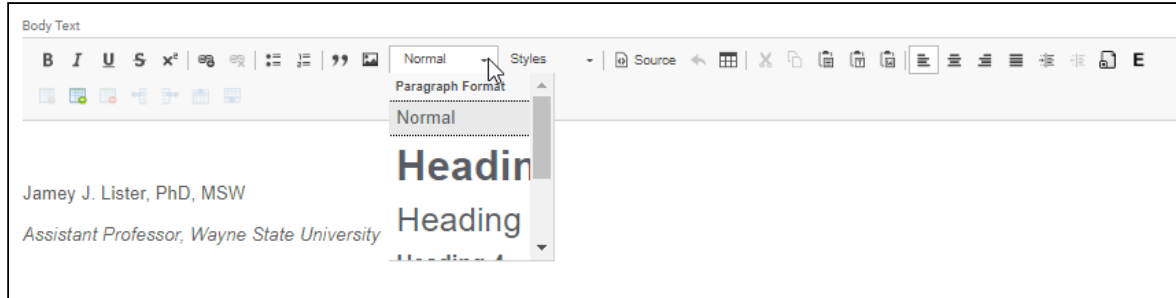 Body Text
B I U S x² Normal Styles Source E
Paragraph Format
Normal
Headin
Heading
Jamey J. Lister, PhD, MSW
Assistant Professor, Wayne State University